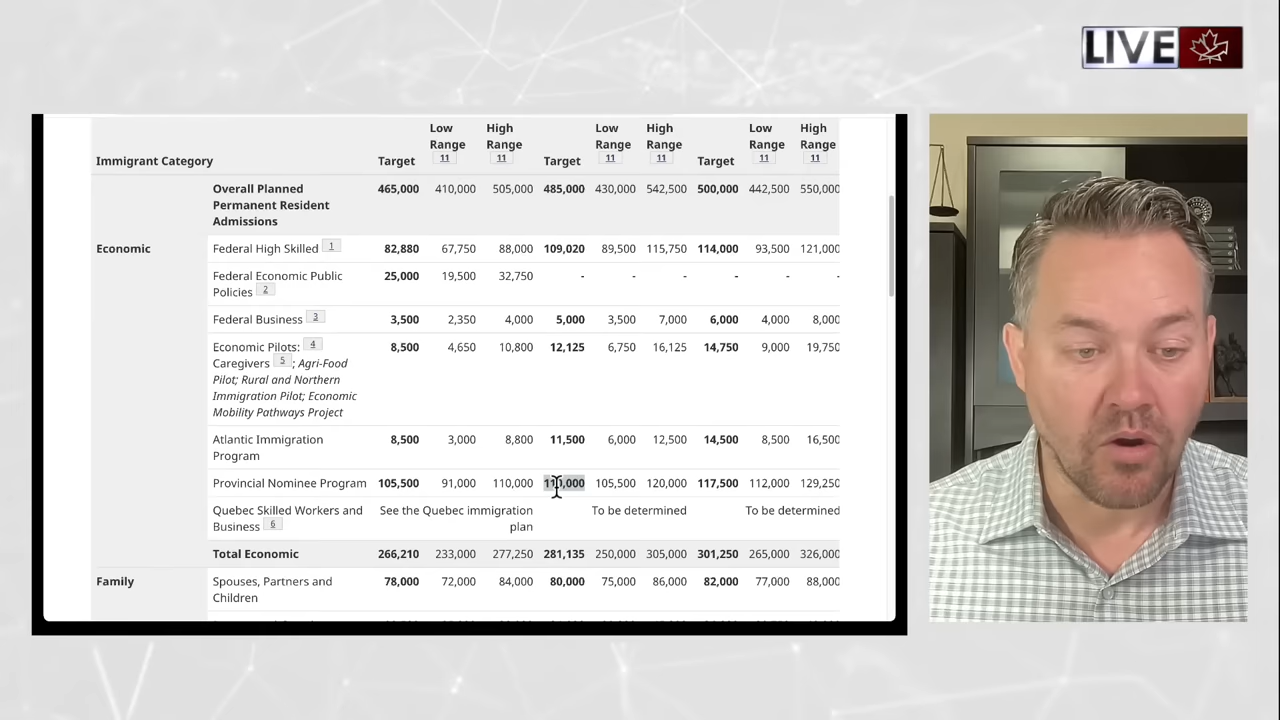 LIVE
Low High Low High Low High
Range Range Range Range Range Range
Immigrant Category Target 11 11 Target 11 11 Target 11 11
Overall Planned 465,000 410,000 505,000 485,000 430,000 542,500 500,000 442,500 550,000
Permanent Resident
Admissions
Economic Federal High Skilled 1 82,880 67,750 88,000 109,020 89,500 115,750 114,000 93,500 121,000
Federal Economic Public 25,000 19,500 32,750 - - - - - -
Policies 2
Federal Business 3 3,500 2,350 4,000 5,000 3,500 7,000 6,000 4,000 8,000
Economic Pilots: 4 8,500 4,650 10,800 12,125 6,750 16,125 14,750 9,000 19,750
Caregivers 5 ; Agri-Food
Pilot; Rural and Northern
Immigration Pilot; Economic
Mobility Pathways Project
Atlantic Immigration 8,500 3,000 8,800 11,500 6,000 12,500 14,500 8,500 16,500
Program
Provincial Nominee Program 105,500 91,000 110,000 105,500 120,000 117,500 112,000 129,250
Quebec Skilled Workers and See the Quebec immigration To be determined To be determined
Business 6 plan
Total Economic 266,210 233,000 277,250 281,135 250,000 305,000 301,250 265,000 326,000
Family Spouses, Partners and 78,000 72,000 84,000 80,000 75,000 86,000 82,000 77,000 88,000
Children